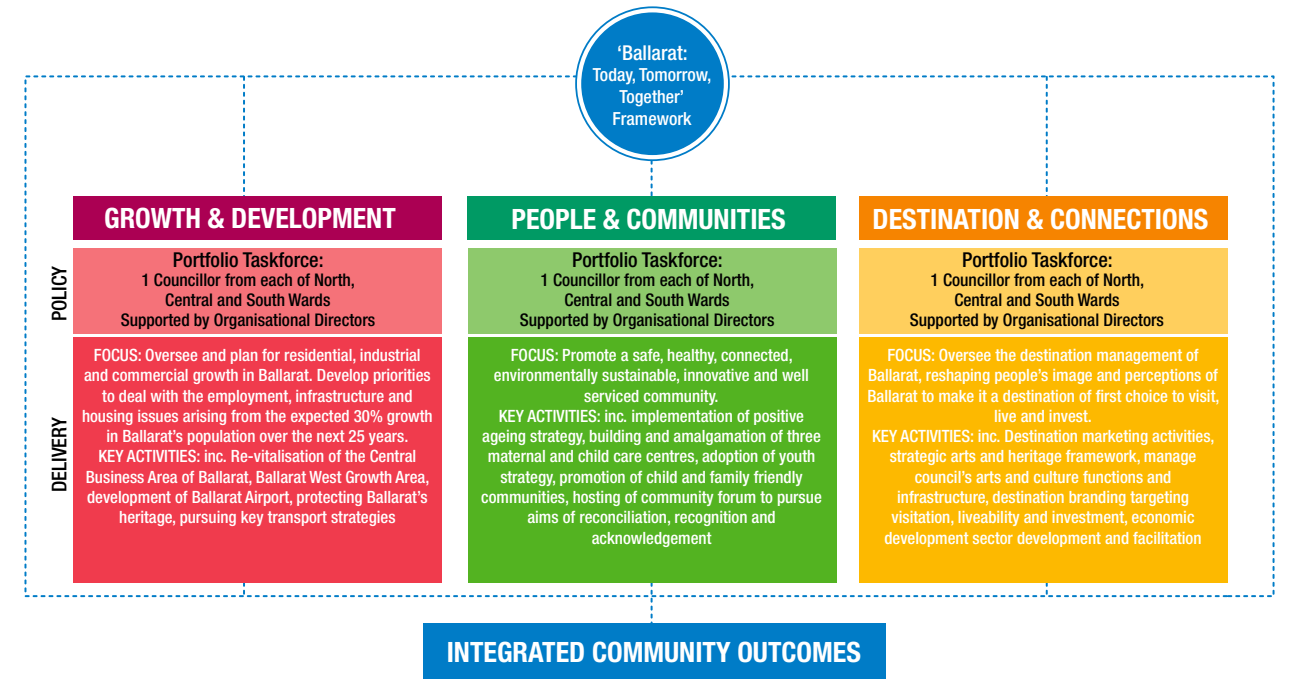 ‘Ballarat:
Today, Tomorrow,
Together’
Framework
GROWTH & DEVELOPMENT
PEOPLE & COMMUNITIES
DESTINATION & CONNECTIONS
POLICY
Portfolio Taskforce:
1 Councillor from each of North,
Central and South Wards
Supported by Organisational Directors
Portfolio Taskforce:
1 Councillor from each of North,
Central and South Wards
Supported by Organisational Directors
Portfolio Taskforce:
1 Councillor from each of North,
Central and South Wards
Supported by Organisational Directors
DELIVERY
FOCUS: Oversee and plan for residential, industrial
and commercial growth in Ballarat. Develop priorities
to deal with the employment, infrastructure and
housing issues arising from the expected 30% growth
in Ballarat’s population over the next 25 years.
KEY ACTIVITIES: inc. Re-vitalisation of the Central
Business Area of Ballarat, Ballarat West Growth Area,
development of Ballarat Airport, protecting Ballarat’s
heritage, pursuing key transport strategies
FOCUS: Promote a safe, healthy, connected,
environmentally sustainable, innovative and well
serviced community.
KEY ACTIVITIES: inc. implementation of positive
ageing strategy, building and amalgamation of three
maternal and child care centres, adoption of youth
strategy, promotion of child and family friendly
communities, hosting of community forum to pursue
aims of reconciliation, recognition and
acknowledgement
FOCUS: Oversee the destination management of
Ballarat, reshaping people’s image and perceptions of
Ballarat to make it a destination of first choice to visit,
live and invest.
KEY ACTIVITIES: inc. Destination marketing activities,
strategic arts and heritage framework, manage
council’s arts and culture functions and
infrastructure, destination branding targeting
visitation, liveability and investment, economic
development sector development and facilitation
INTEGRATED COMMUNITY OUTCOMES